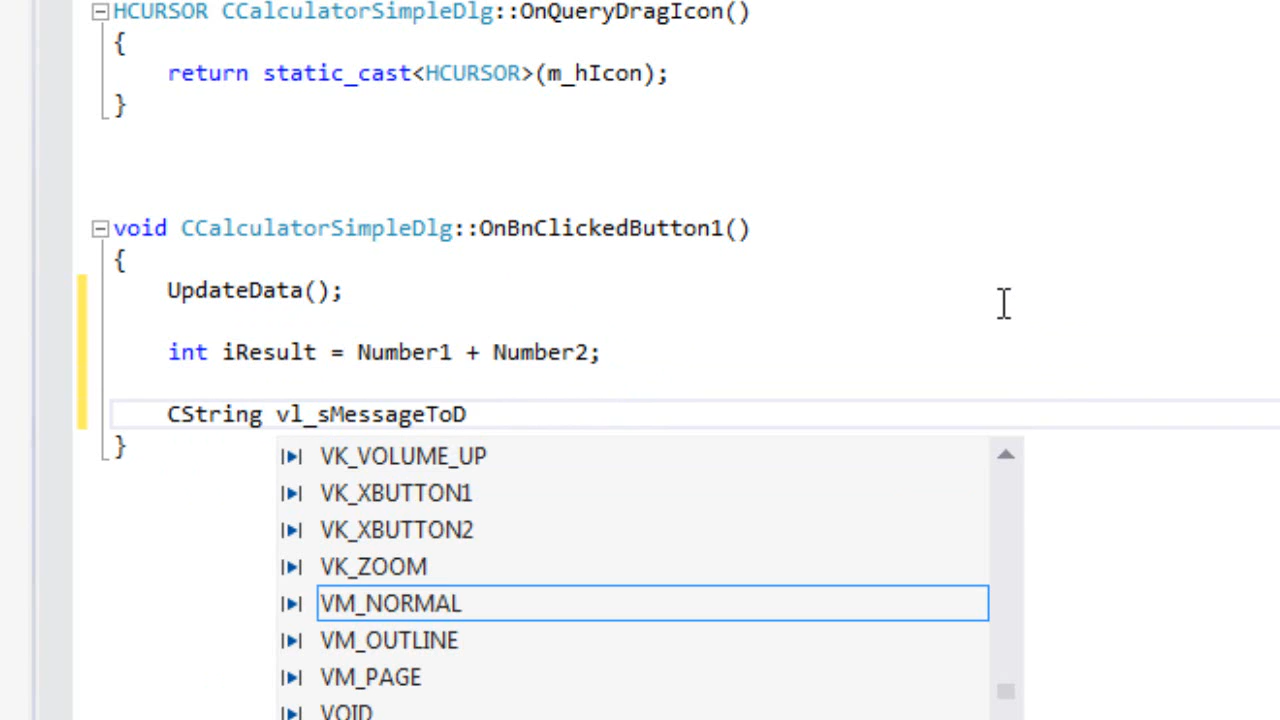 HCURSOR CCalculatorSimpleDlg::OnQueryDragIcon()
{
return static_cast<HCURSOR>(m_hIcon);
}
void CCalculatorSimpleDlg::OnBnClickedButton1()
{
UpdateData();
int iResult = Number1 + Number2;
CString vl_sMessageToD
}
VK_VOLUME_UP
VK_XBUTTON1
VK_XBUTTON2
VK_ZOOM
VM_NORMAL
VM_OUTLINE
VM_PAGE
VOID